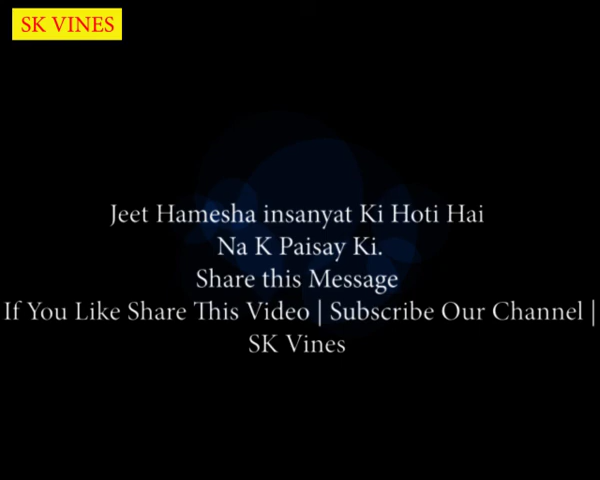 SK VINES
Jeet Hamesha insanyat Ki Hoti Hai
Na K Paisay Ki.
Share this Message
If You Like Share This Video | Subscribe Our Channel |
SK Vines